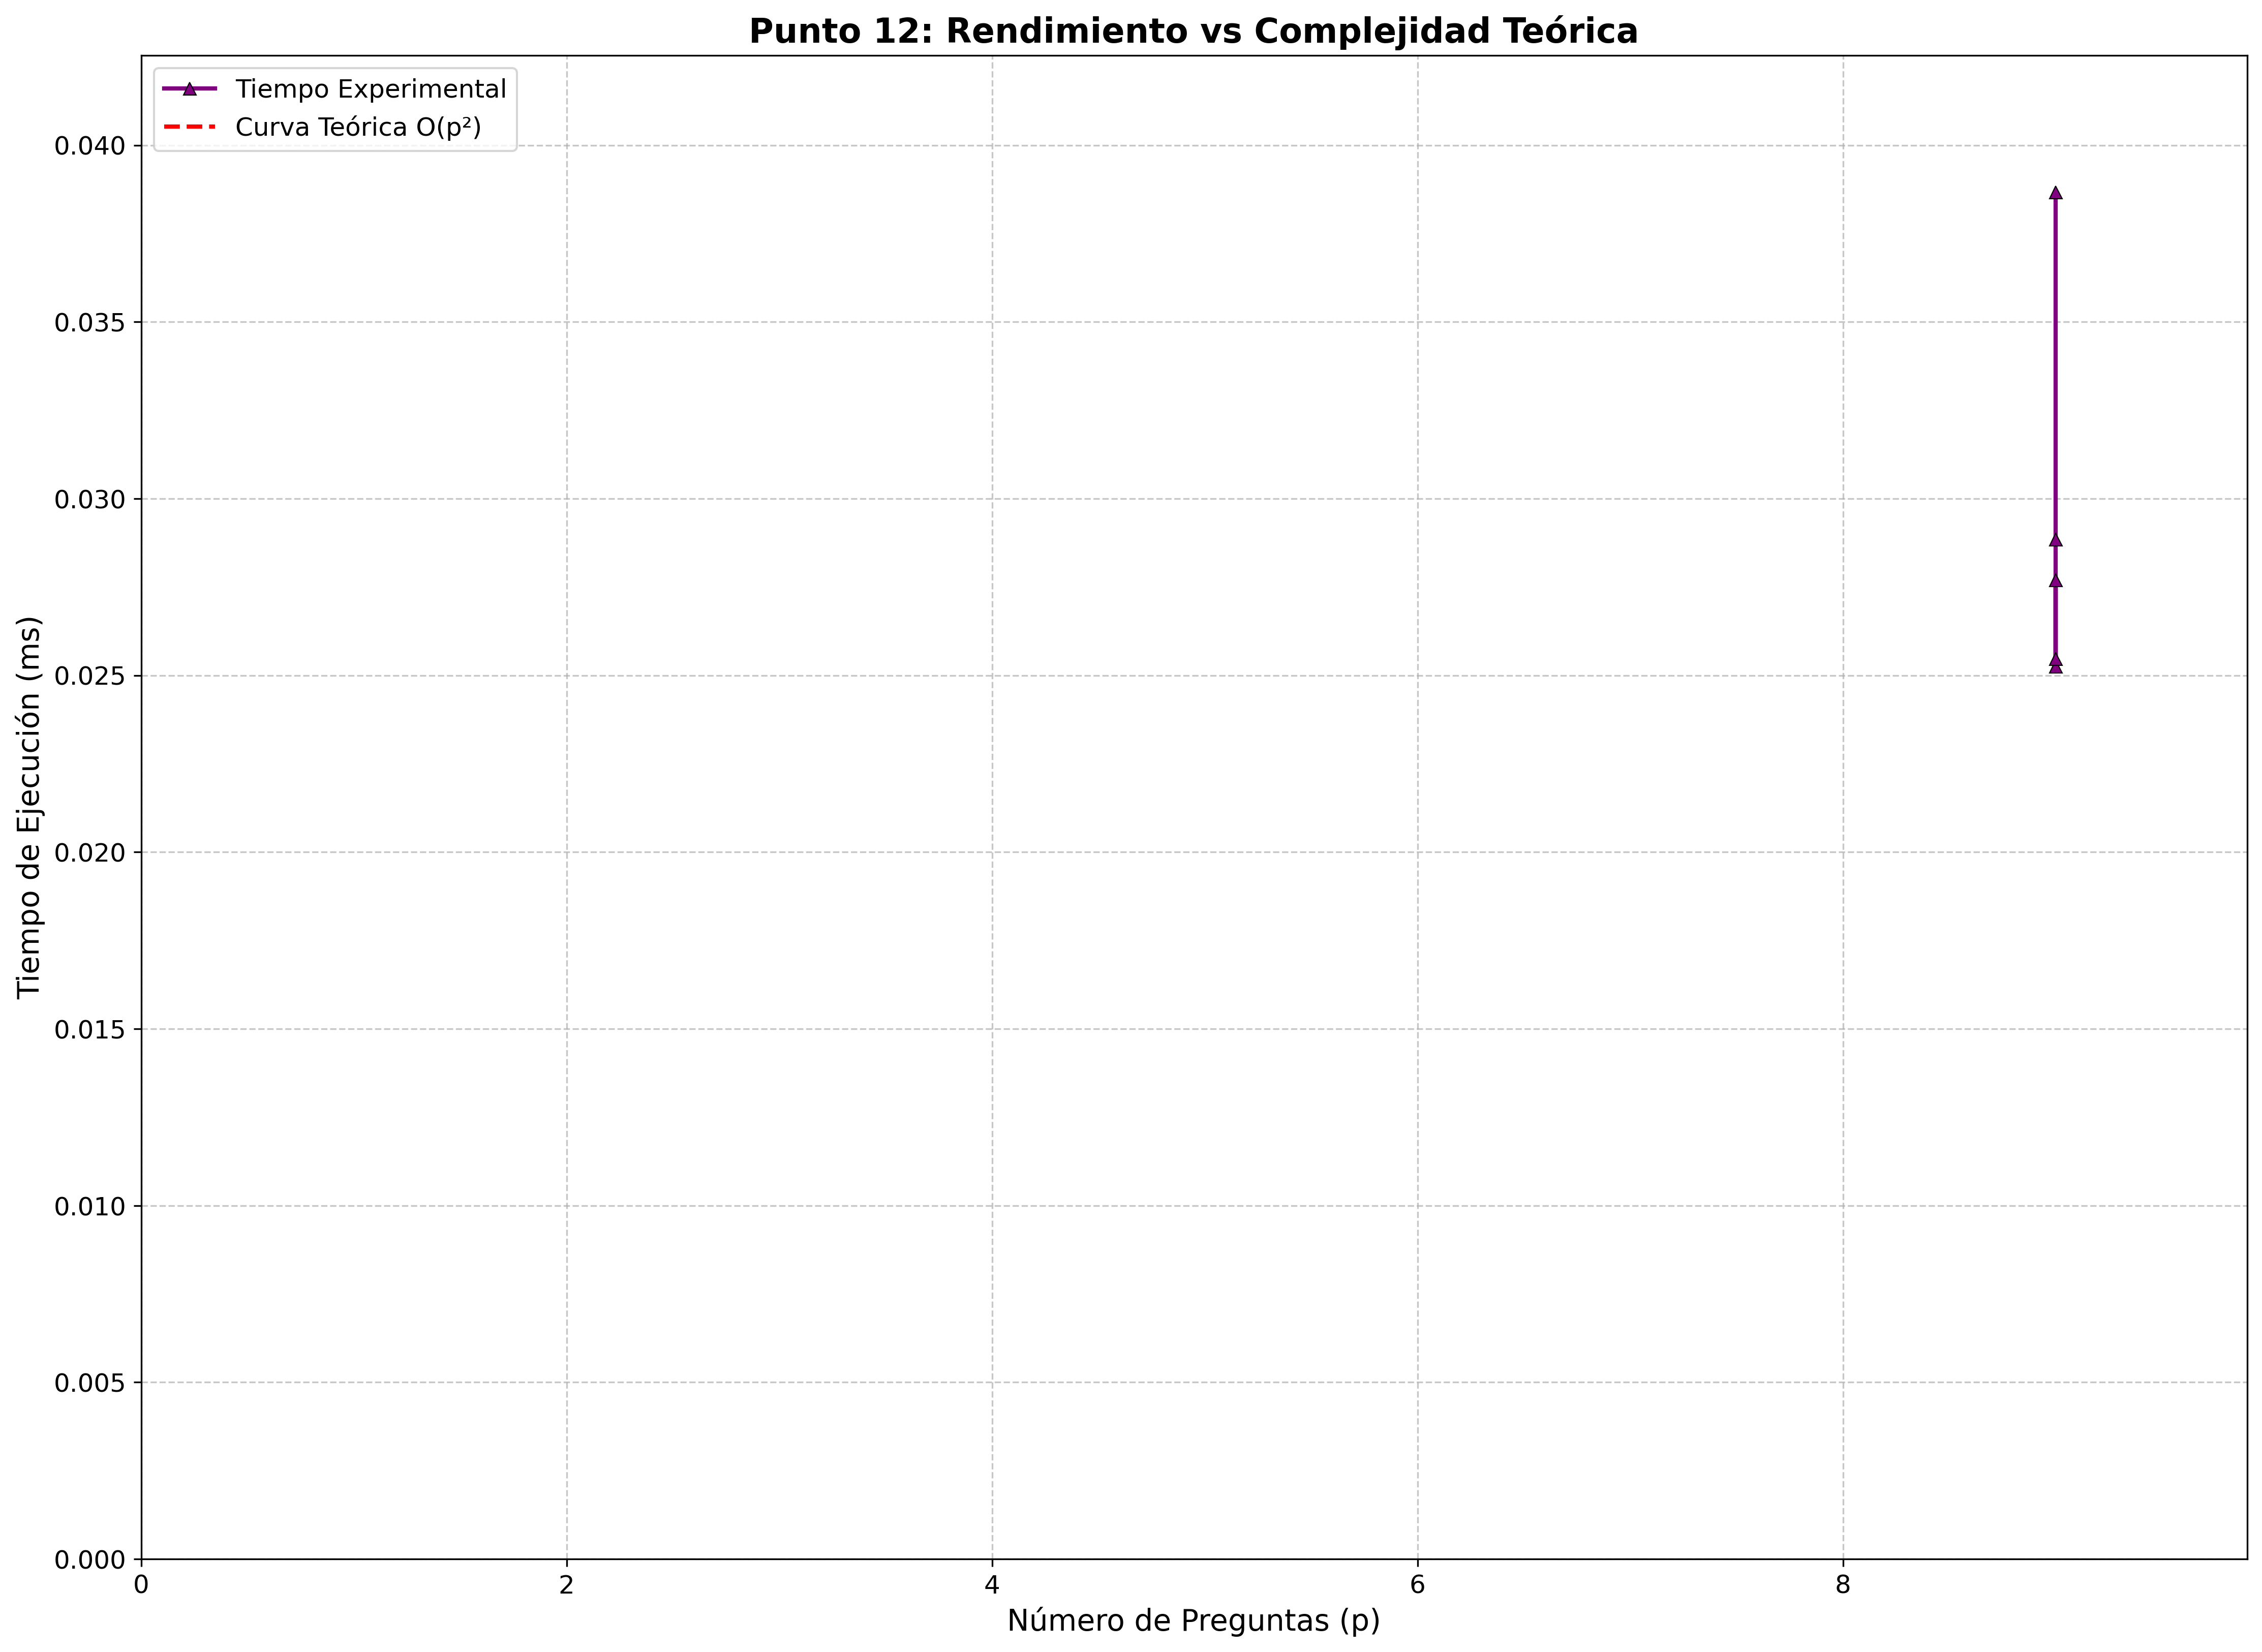 Punto 12: Rendimiento vs Complejidad Teórica
Tiempo Experimental
Curva Teórica O(p²)
Tiempo de Ejecución (ms)
0.040
0.035
0.030
0.025
0.020
0.015
0.010
0.005
0.000
0 2 4 6 8
Número de Preguntas (p)